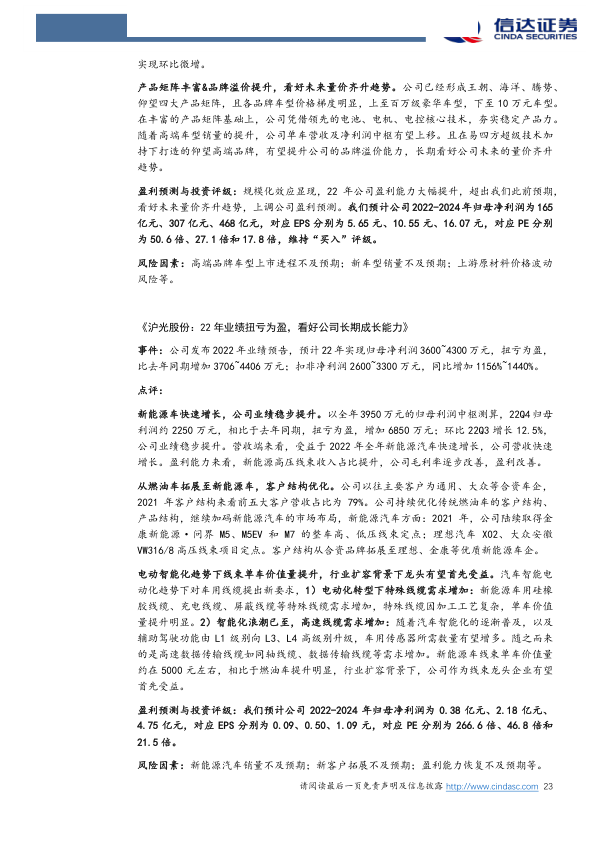 信达证券
CINDA SECURITIES
实现环比微增。
产品矩阵丰富&品牌溢价提升，看好未来量价齐升趋势。公司已经形成王朝、海洋、腾势、
仰望四大产品矩阵，且各品牌车型价格梯度明显，上至百万级豪华车型，下至 10 万元车型。
在丰富的产品矩阵基础上，公司凭借领先的电池、电机、电控核心技术，夯实稳定产品力。
随着高端车型销量的提升，公司单车营收及净利润中枢有望上移。且在易四方超级技术加
持下打造的仰望高端品牌，有望提升公司的品牌溢价能力，长期看好公司未来的量价齐升
趋势。
盈利预测与投资评级：规模化效应显现，22 年公司盈利能力大幅提升，超出我们此前预期，
看好未来量价齐升趋势，上调公司盈利预测。我们预计公司 2022-2024 年归母净利润为 165
亿元、307 亿元、468 亿元，对应 EPS 分别为 5.65 元、10.55 元、16.07 元，对应 PE 分别
为 50.6 倍、27.1 倍和 17.8 倍，维持“买入”评级。
风险因素：高端品牌车型上市进程不及预期；新车型销量不及预期；上游原材料价格波动
风险等。
《沪光股份：22 年业绩扭亏为盈，看好公司长期成长能力》
事件：公司发布 2022 年业绩预告，预计 22 年实现归母净利润 3600~4300 万元，扭亏为盈，
比去年同期增加 3706~4406 万元；扣非净利润 2600~3300 万元，同比增加 1156%~1440%。
点评：
新能源车快速增长，公司业绩稳步提升。以全年 3950 万元的归母利润中枢测算，22Q4 归母
利润约 2250 万元，相比于去年同期，扭亏为盈，增加 6850 万元；环比 22Q3 增长 12.5%，
公司业绩稳步提升。营收端来看，受益于 2022 年全年新能源汽车快速增长，公司营收快速
增长。盈利能力来看，新能源高压线束收入占比提升，公司毛利率逐步改善，盈利改善。
从燃油车拓展至新能源车，客户结构优化。公司以往主要客户为通用、大众等合资车企，
2021 年客户结构来看前五大客户营收占比为 79%。公司持续优化传统燃油车的客户结构、
产品结构，继续加码新能源汽车的市场布局，新能源汽车方面：2021 年，公司陆续取得金
康新能源·问界 M5、M5EV 和 M7 的整车高、低压线束定点；理想汽车 X02、大众安徽
VW316/8 高压线束项目定点。客户结构从合资品牌拓展至理想、金康等优质新能源车企。
电动智能化趋势下线束单车价值量提升，行业扩容背景下龙头有望首先受益。汽车智能电
动化趋势下对车用线缆提出新要求，1）电动化转型下特殊线缆需求增加：新能源车用硅橡
胶线缆、充电线缆、屏蔽线缆等特殊线缆需求增加，特殊线缆因加工工艺复杂，单车价值
量提升明显。2）智能化浪潮已至，高速线缆需求增加：随着汽车智能化的逐渐普及，以及
辅助驾驶功能由 L1 级别向 L3、L4 高级别升级，车用传感器所需数量有望增多。随之而来
的是高速数据传输线缆如同轴线缆、数据传输线缆等需求增加。新能源车线束单车价值量
约在 5000 元左右，相比于燃油车提升明显，行业扩容背景下，公司作为线束龙头企业有望
首先受益。
盈利预测与投资评级：我们预计公司 2022-2024 年归母净利润为 0.38 亿元、2.18 亿元、
4.75 亿元，对应 EPS 分别为 0.09、0.50、1.09 元，对应 PE 分别为 266.6 倍、46.8 倍和
21.5 倍。
风险因素：新能源汽车销量不及预期；新客户拓展不及预期；盈利能力恢复不及预期等。
请阅读最后一页免责声明及信息披露 http://www.cindasc.com 23